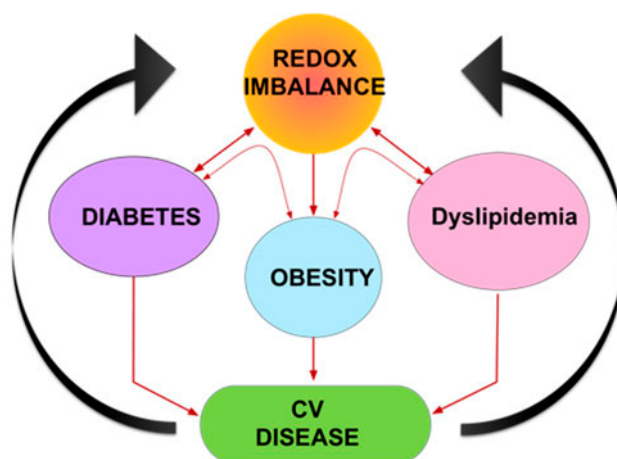 REDOX
IMBALANCE
DIABETES
Dyslipidemia
OBESITY
CV
DISEASE